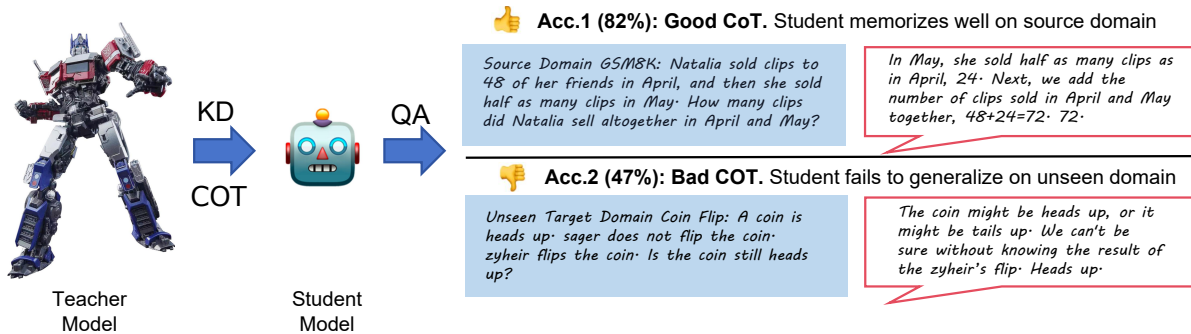 KD
COT
Teacher
Model
Student
Model
QA
Acc.1 (82%): Good CoT. Student memorizes well on source domain
Source Domain GSM8K: Natalia sold clips to
48 of her friends in April, and then she sold
half as many clips in May. How many clips
did Natalia sell altogether in April and May?
In May, she sold half as many clips as
in April, 24. Next, we add the
number of clips sold in April and May
together, 48+24=72. 72.
Acc.2 (47%): Bad COT. Student fails to generalize on unseen domain
Unseen Target Domain Coin Flip: A coin is
heads up. sager does not flip the coin.
zyheir flips the coin. Is the coin still heads
up?
The coin might be heads up, or it
might be tails up. We can't be
sure without knowing the result of
the zyheir's flip. Heads up.